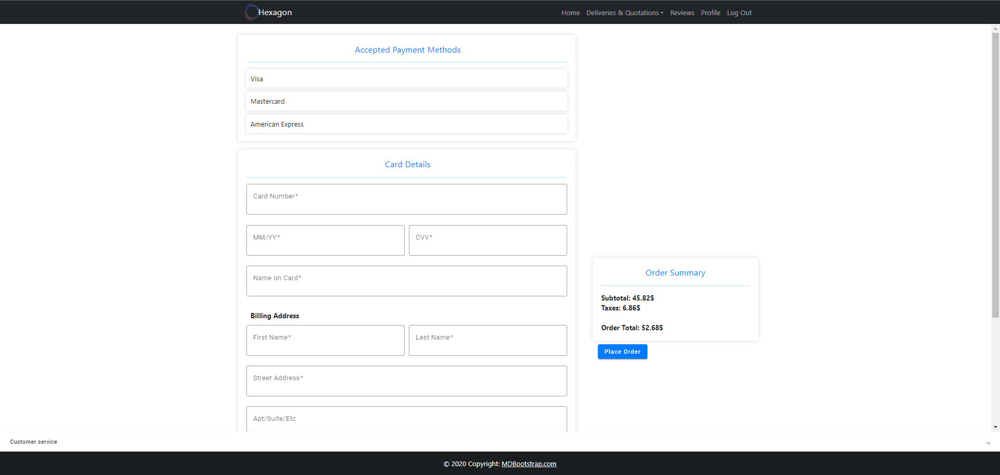 Hexagon
Home Deliveries & Quotations Reviews Profile Log Out
Accepted Payment Methods
Visa
Mastercard
American Express
Card Details
Card Number*
MM/YY* CVV*
Name on Card*
Billing Address
First Name* Last Name*
Street Address*
Apt/Suite/Etc
Order Summary
Subtotal: 45.82$
Taxes: 6.86$
Order Total: 52.68$
Place Order
Customer service
© 2020 Copyright: MDBootstrap.com